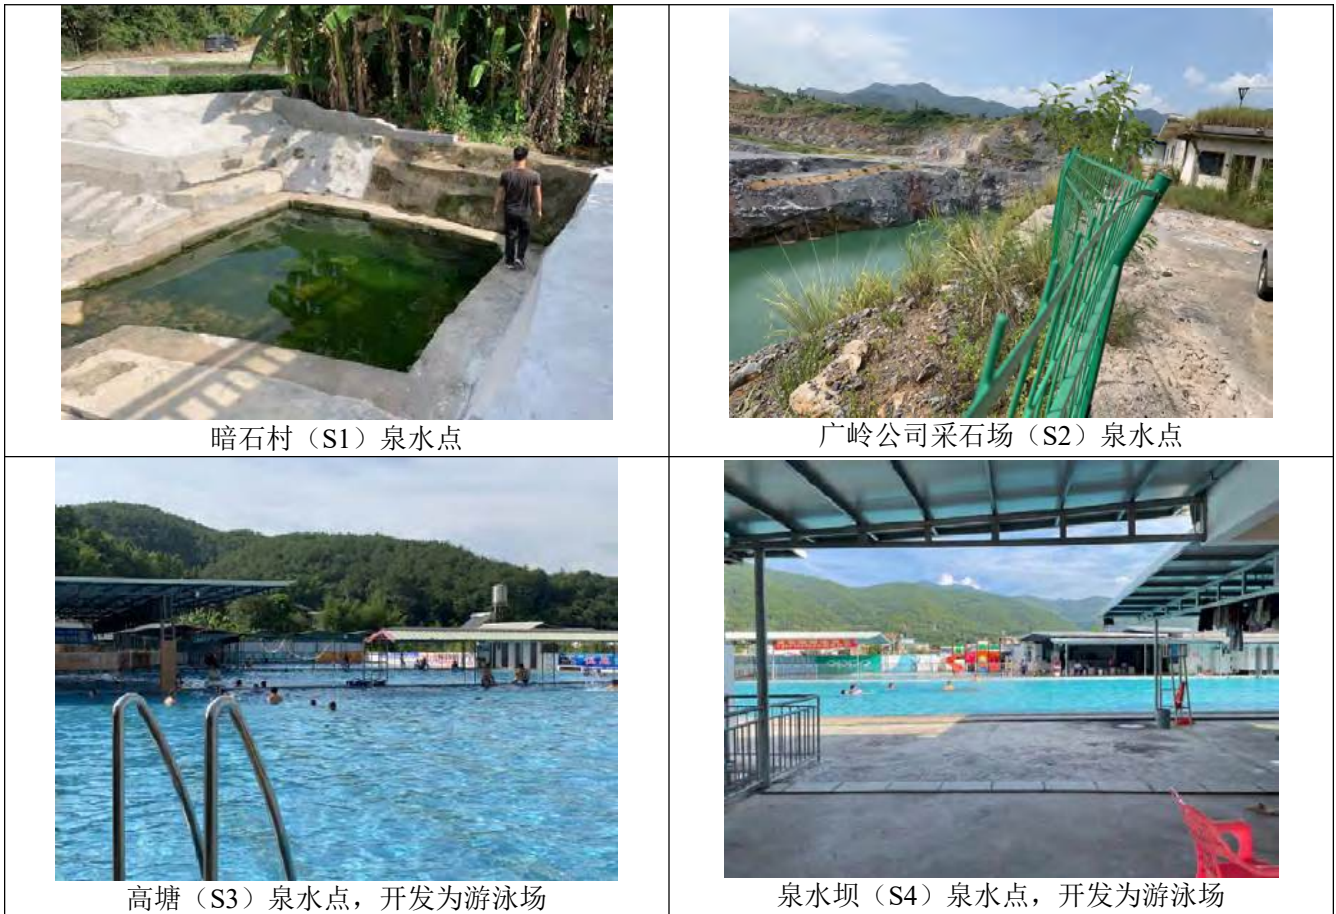 暗石村（S1）泉水点
广岭公司采石场（S2）泉水点
高塘（S3）泉水点，开发为游泳场
泉水坝（S4）泉水点，开发为游泳场